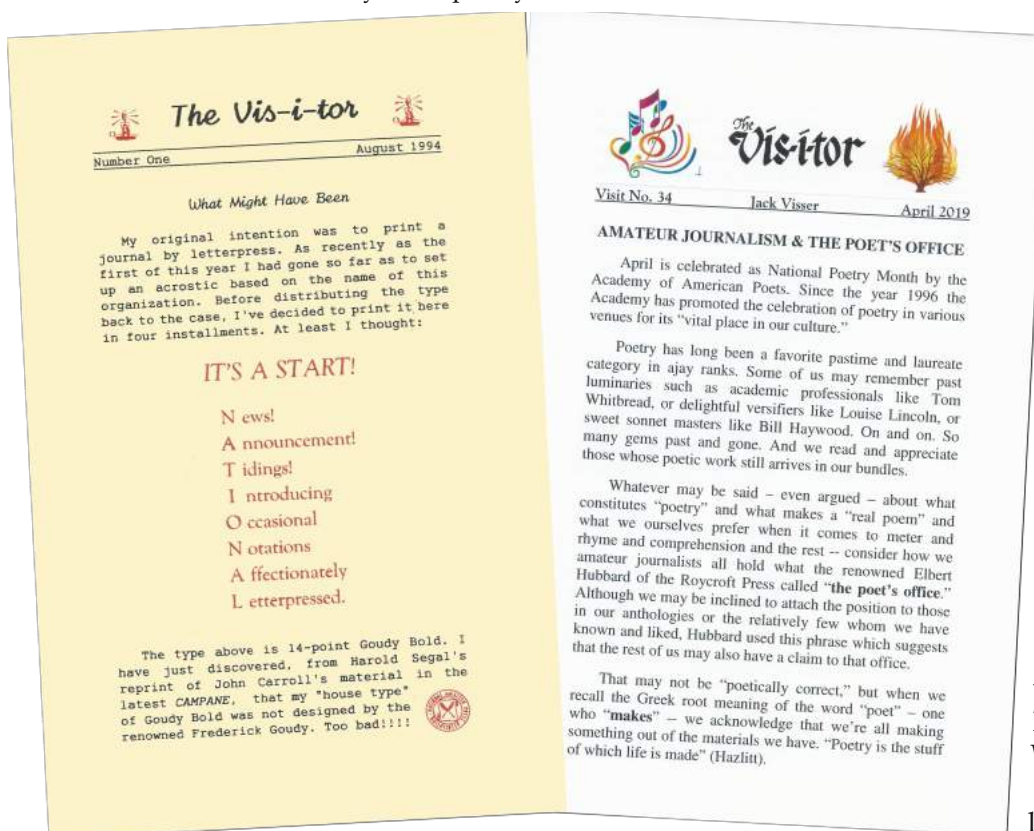 The Vis-i-tor
Number One August 1994
What Might Have Been
My original intention was to print a
journal by letterpress. As recently as the
first of this year I had gone so far as to set
up an acrostic based on the name of this
organization. Before distributing the type
back to the case, I've decided to print it here
in four installments. At least I thought:
IT'S A START!
N ews!
A nnouncement!
T idings!
I ntroducing
O ccasional
N otations
A ffectionately
L etterpressed.
The type above is 14-point Goudy Bold. I
have just discovered, from Harold Segal's
reprint of John Carroll's material in the
latest CAMPANE, that my "house type"
of Goudy Bold was not designed by the
renowned Frederick Goudy. Too bad!!!!
The
Vis-i-tor
Visit No. 34 Jack Visser April 2019
AMATEUR JOURNALISM & THE POET'S OFFICE
April is celebrated as National Poetry Month by the
Academy of American Poets. Since the year 1996 the
Academy has promoted the celebration of poetry in various
venues for its “vital place in our culture.”
Poetry has long been a favorite pastime and laureate
category in ajay ranks. Some of us may remember past
luminaries such as academic professionals like Tom
Whitbread, or delightful versifiers like Louise Lincoln, or
sweet sonnet masters like Bill Haywood. On and on. So
many gems past and gone. And we read and appreciate
those whose poetic work still arrives in our bundles.
Whatever may be said – even argued – about what
constitutes “poetry” and what makes a “real poem” and
what we ourselves prefer when it comes to meter and
rhyme and comprehension and the rest -- consider how we
amateur journalists all hold what the renowned Elbert
Hubbard of the Roycroft Press called “the poet's office.”
Although we may be inclined to attach the position to those
in our anthologies or the relatively few whom we have
known and liked, Hubbard used this phrase which suggests
that the rest of us may also have a claim to that office.
That may not be “poetically correct,” but when we
recall the Greek root meaning of the word “poet” – one
who “makes” – we acknowledge that we're all making
something out of the materials we have. “Poetry is the stuff
of which life is made” (Hazlitt).